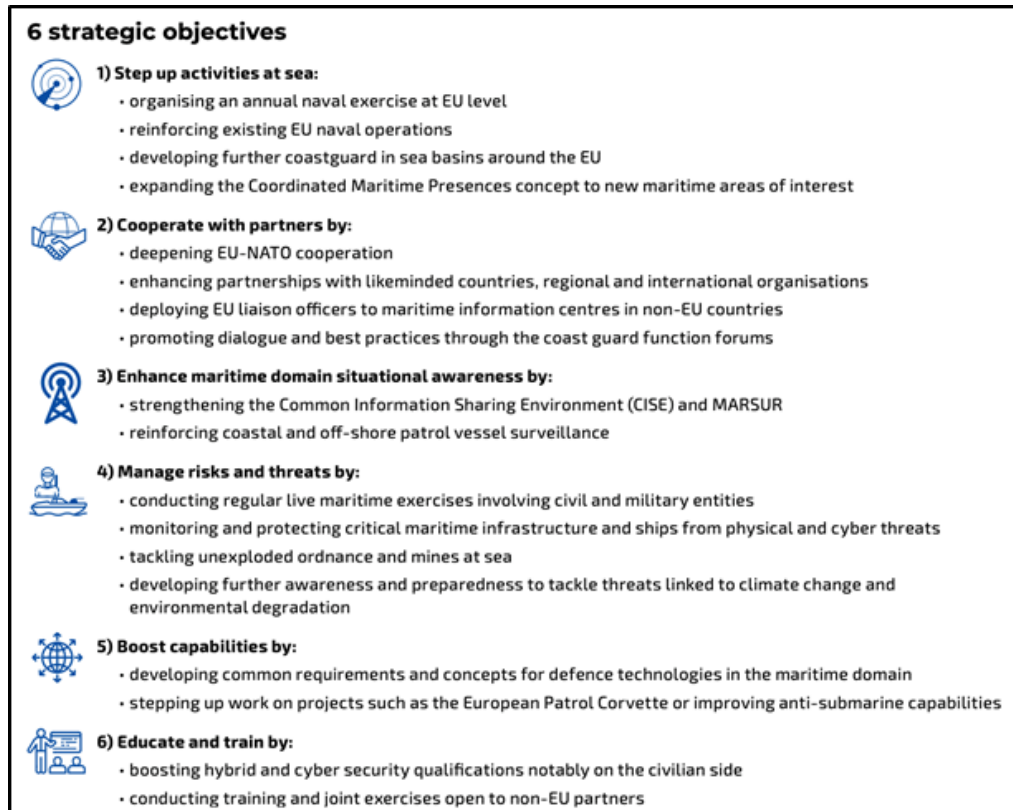 6 strategic objectives
1) Step up activities at sea:
• organising an annual naval exercise at EU level
• reinforcing existing EU naval operations
• developing further coastguard in sea basins around the EU
• expanding the Coordinated Maritime Presences concept to new maritime areas of interest
2) Cooperate with partners by:
• deepening EU-NATO cooperation
• enhancing partnerships with likeminded countries, regional and international organisations
• deploying EU liaison officers to maritime information centres in non-EU countries
• promoting dialogue and best practices through the coast guard function forums
3) Enhance maritime domain situational awareness by:
• strengthening the Common Information Sharing Environment (CISE) and MARSUR
• reinforcing coastal and off-shore patrol vessel surveillance
4) Manage risks and threats by:
• conducting regular live maritime exercises involving civil and military entities
• monitoring and protecting critical maritime infrastructure and ships from physical and cyber threats
• tackling unexploded ordnance and mines at sea
• developing further awareness and preparedness to tackle threats linked to climate change and
environmental degradation
5) Boost capabilities by:
• developing common requirements and concepts for defence technologies in the maritime domain
• stepping up work on projects such as the European Patrol Corvette or improving anti-submarine capabilities
6) Educate and train by:
• boosting hybrid and cyber security qualifications notably on the civilian side
• conducting training and joint exercises open to non-EU partners